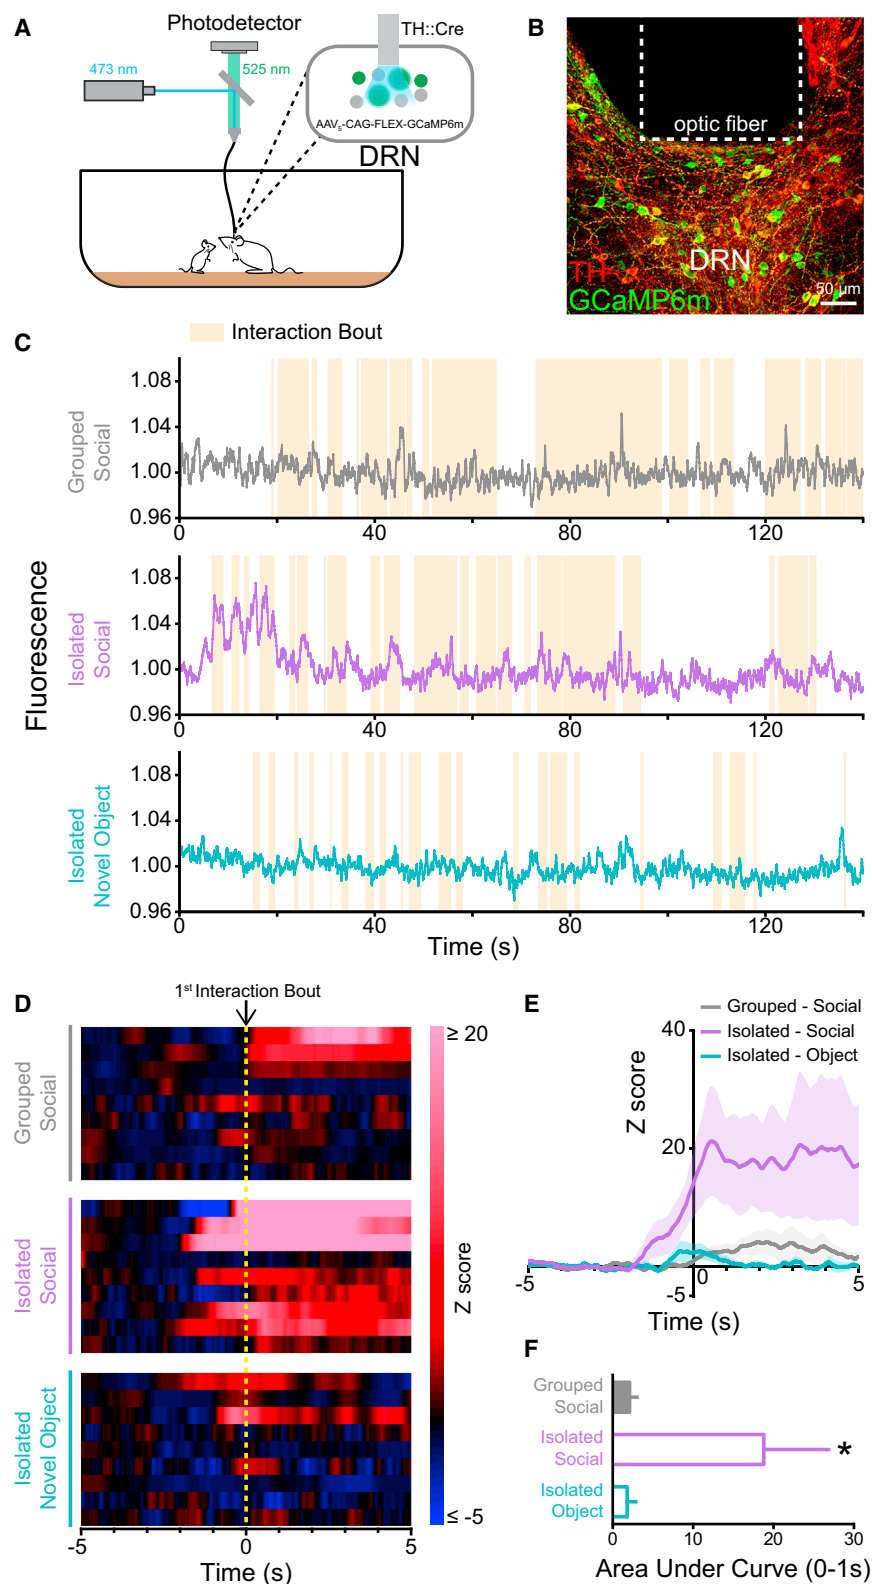 A
Photodetector
473 nm
525 nm
TH::Cre
AAV5-CAG-FLEX-GCaMP6m
DRN
B
optic fiber
TH
DRN
GCaMP6m
50 µm
C
Interaction Bout
Fluorescence
Grouped
Social
1.08
1.04
1.00
0.96
0
40
80
120
Isolated
Social
1.08
1.04
1.00
0.96
0
40
80
120
Isolated
Novel Object
1.08
1.04
1.00
0.96
0
40
80
120
Time (s)
D
1st Interaction Bout
Grouped
Social
Isolated
Social
Isolated
Novel Object
-5
0
5
Time (s)
≥ 20
Z score
≤ -5
E
Grouped - Social
Isolated - Social
Isolated - Object
Z score
40
20
-5
-5
0
5
Time (s)
F
Grouped
Social
Isolated
Social
*
Isolated
Object
0
10
20
30
Area Under Curve (0-1s)